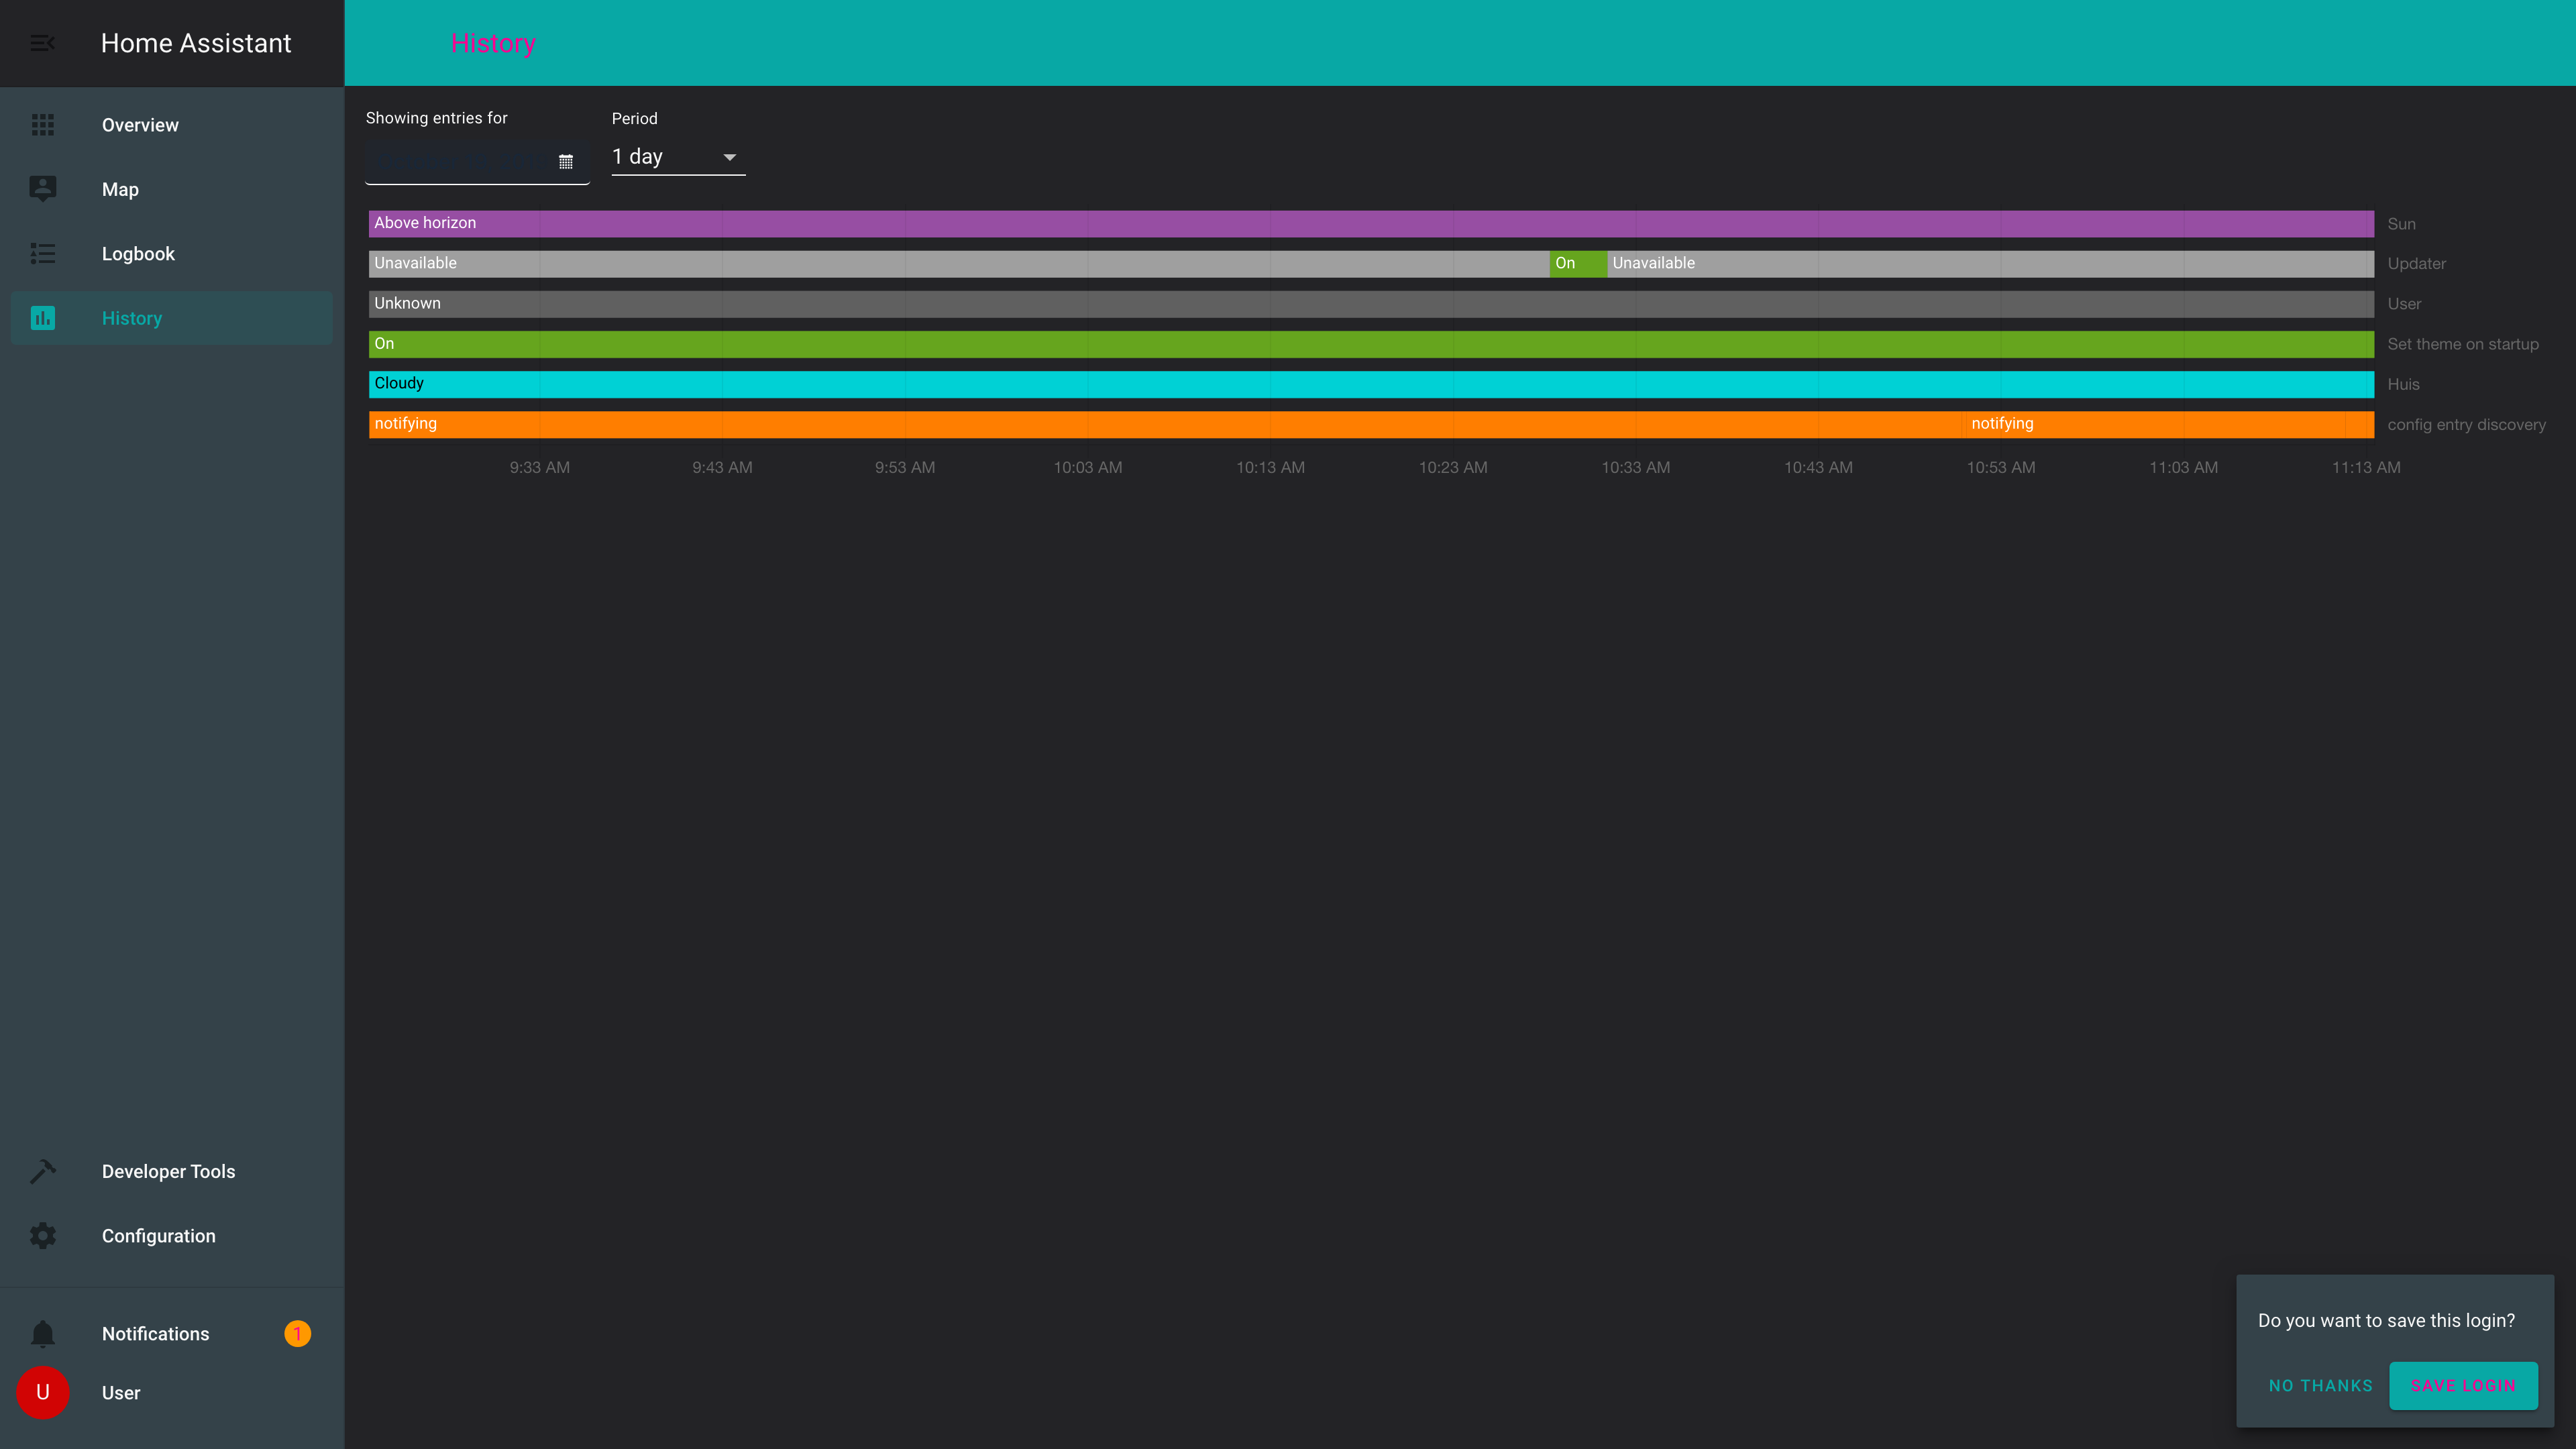 Home Assistant
History
Overview
Map
Logbook
History
Developer Tools
Configuration
Notifications 1
U User
Showing entries for
Period
1 day
Above horizon Sun
Unavailable On Unavailable Updater
Unknown User
On Set theme on startup
Cloudy Huis
notifying notifying config entry discovery
9:33 AM 9:43 AM 9:53 AM 10:03 AM 10:13 AM 10:23 AM 10:33 AM 10:43 AM 10:53 AM 11:03 AM 11:13 AM
Do you want to save this login?
NO THANKS SAVE LOGIN